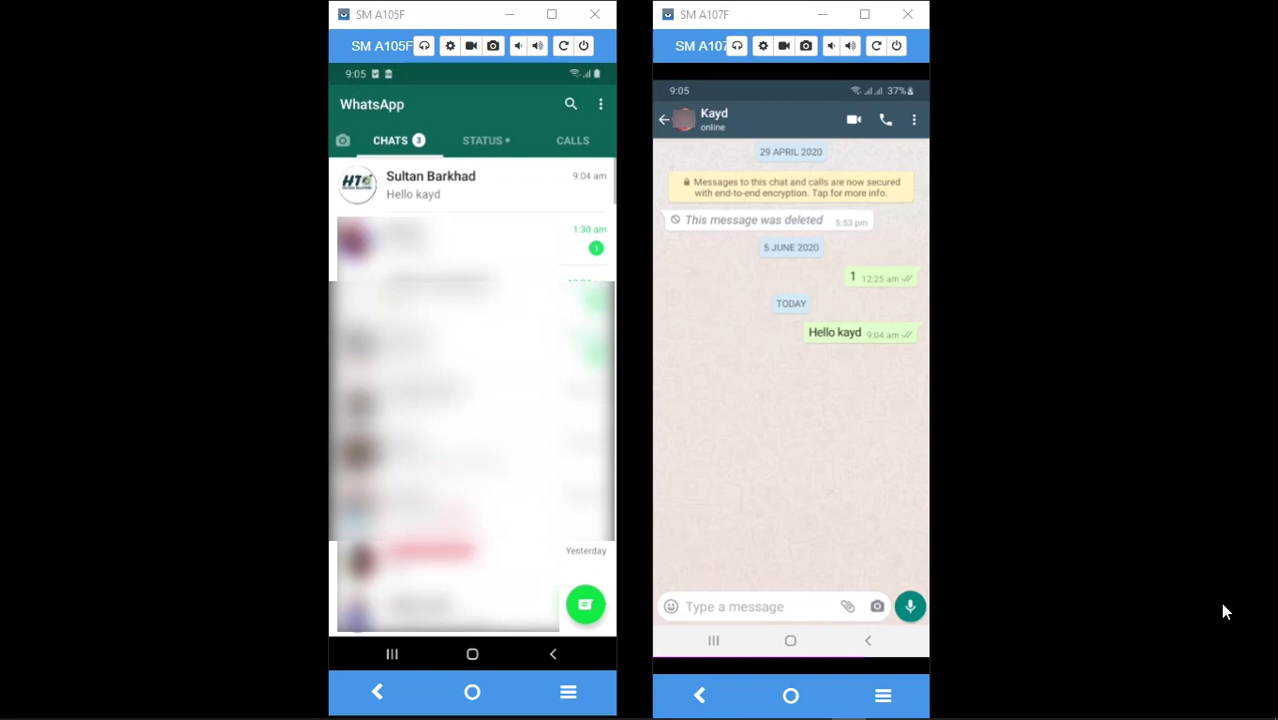 SM A105F
SM A105F
9:05
WhatsApp
CHATS 3
STATUS
CALLS
HTC
Sultan Barkhad
9:04 am
Hello kayd
1:30 am
1
Yesterday
SM A107F
SM A107
9:05
37%
Kayd
online
29 APRIL 2020
Messages to this chat and calls are now secured
with end-to-end encryption. Tap for more info.
This message was deleted
5:53 pm
5 JUNE 2020
1 12:25 am
TODAY
Hello kayd 9:04 am
Type a message